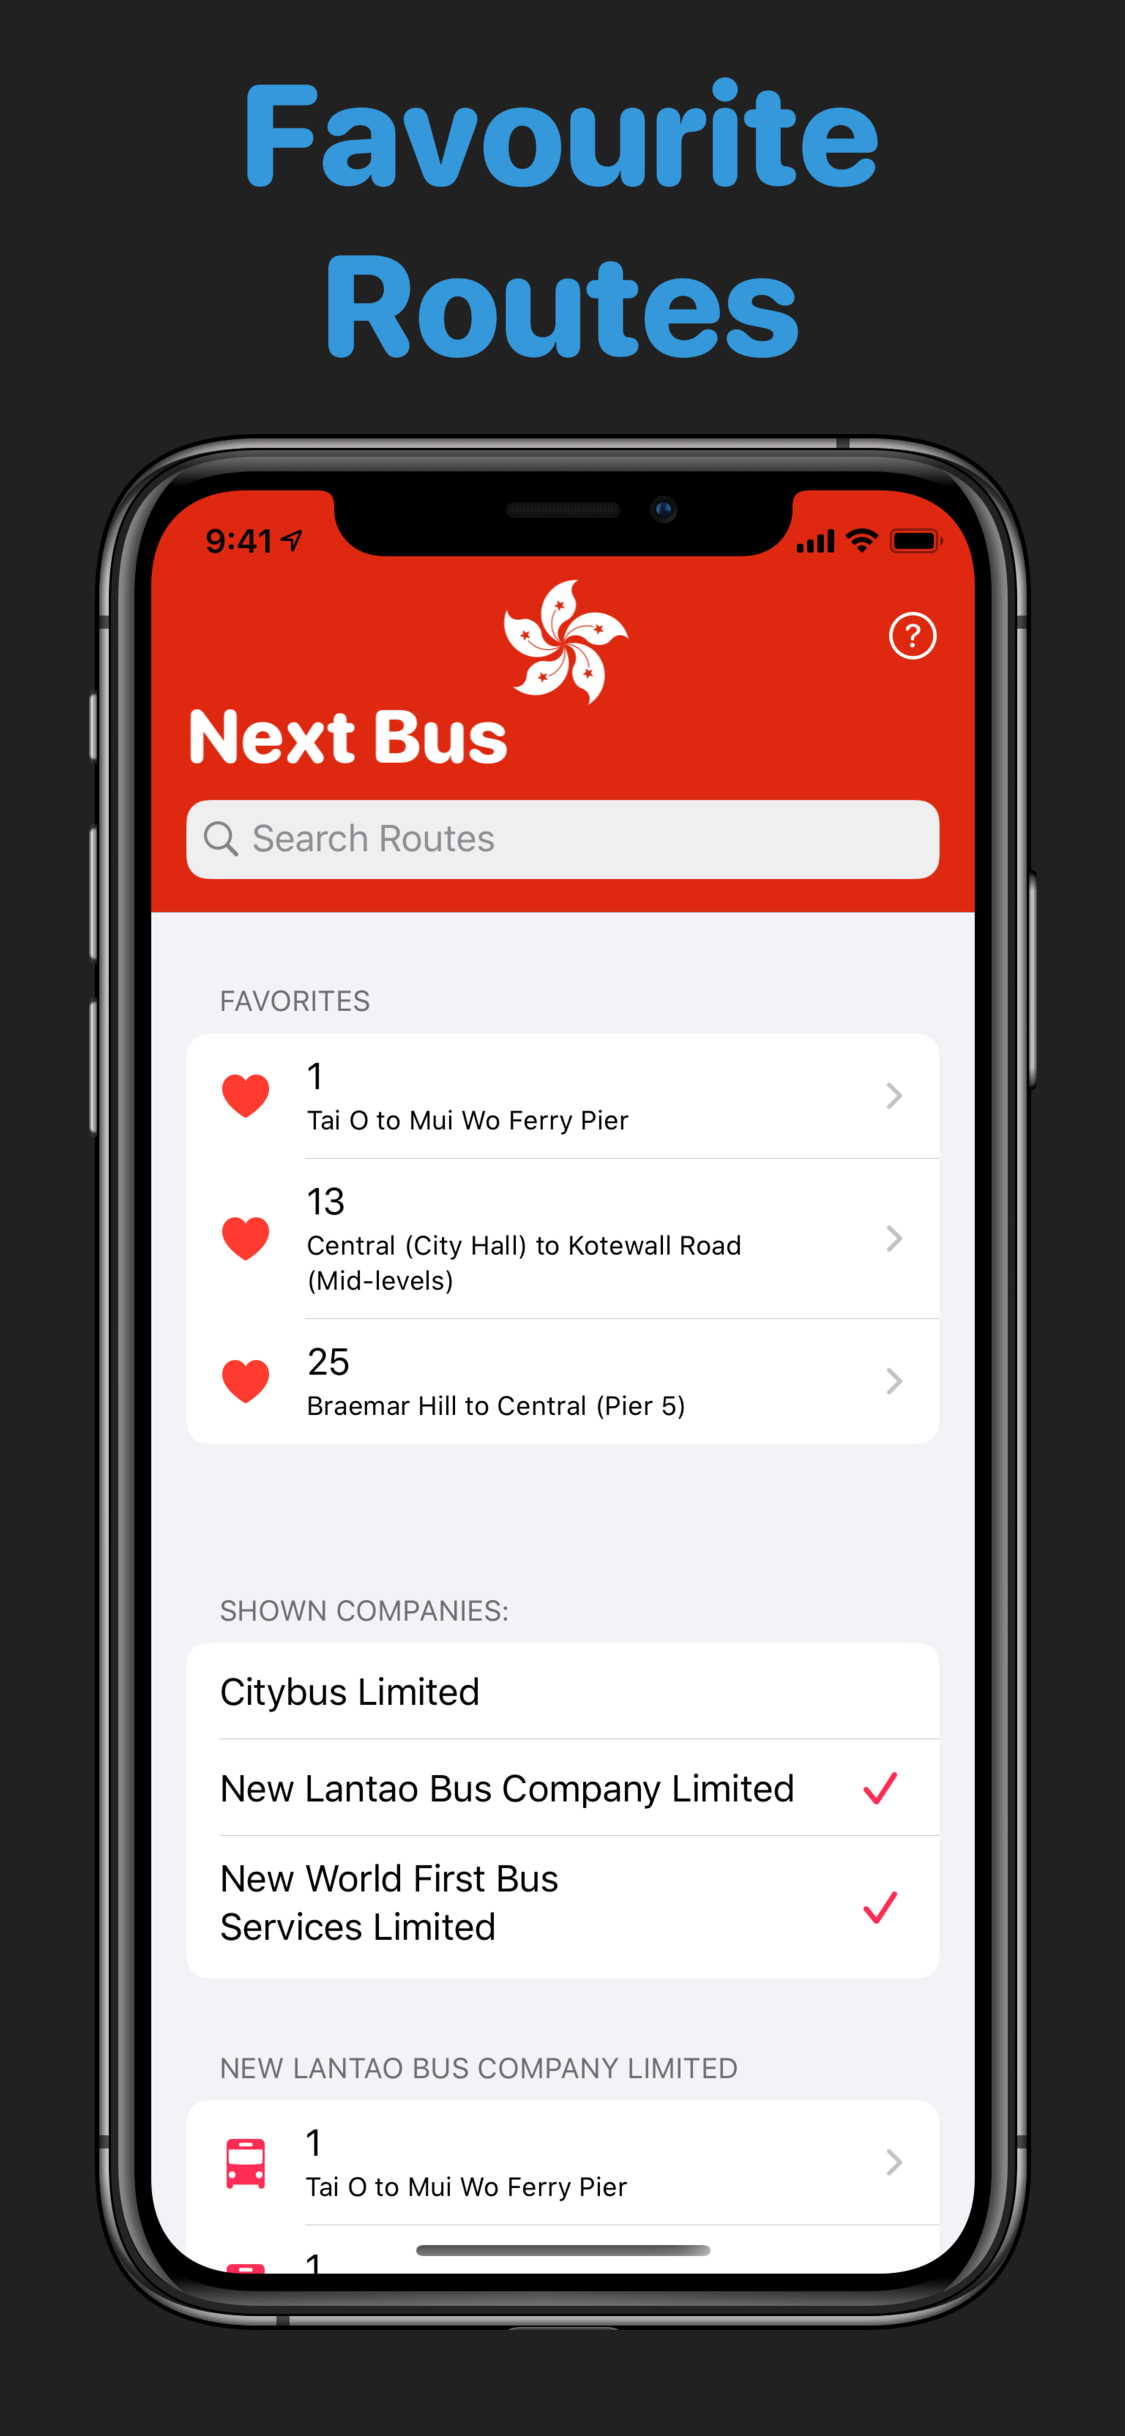 Favourite
Routes
9:41
?
Next Bus
Search Routes
FAVORITES
1
Tai O to Mui Wo Ferry Pier
13
Central (City Hall) to Kotewall Road
(Mid-levels)
25
Braemar Hill to Central (Pier 5)
SHOWN COMPANIES:
Citybus Limited
New Lantao Bus Company Limited
New World First Bus
Services Limited
NEW LANTAO BUS COMPANY LIMITED
1
Tai O to Mui Wo Ferry Pier
1